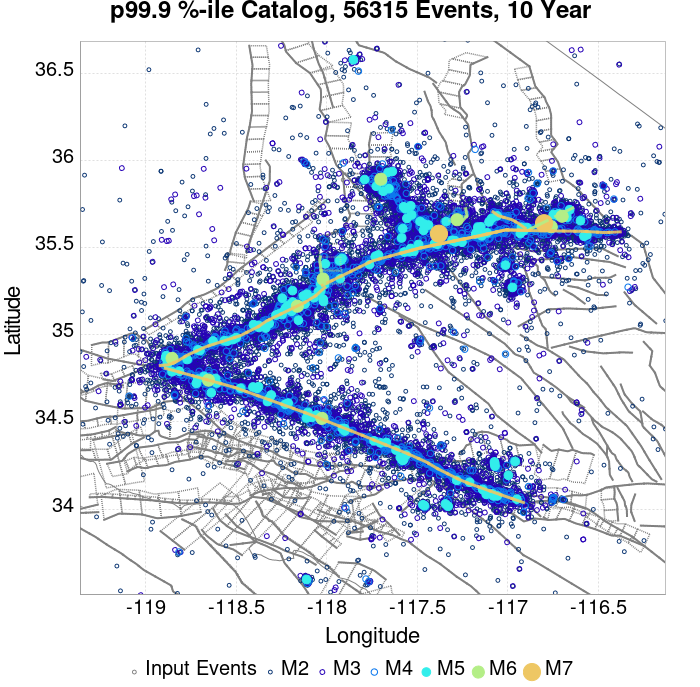 p99.9 %-ile Catalog, 56315 Events, 10 Year
36.5
36
35.5
35
34.5
34
Latitude
-119 -118.5 -118 -117.5 -117 -116.5
Longitude
Input Events M2 M3 M4 M5 M6 M7